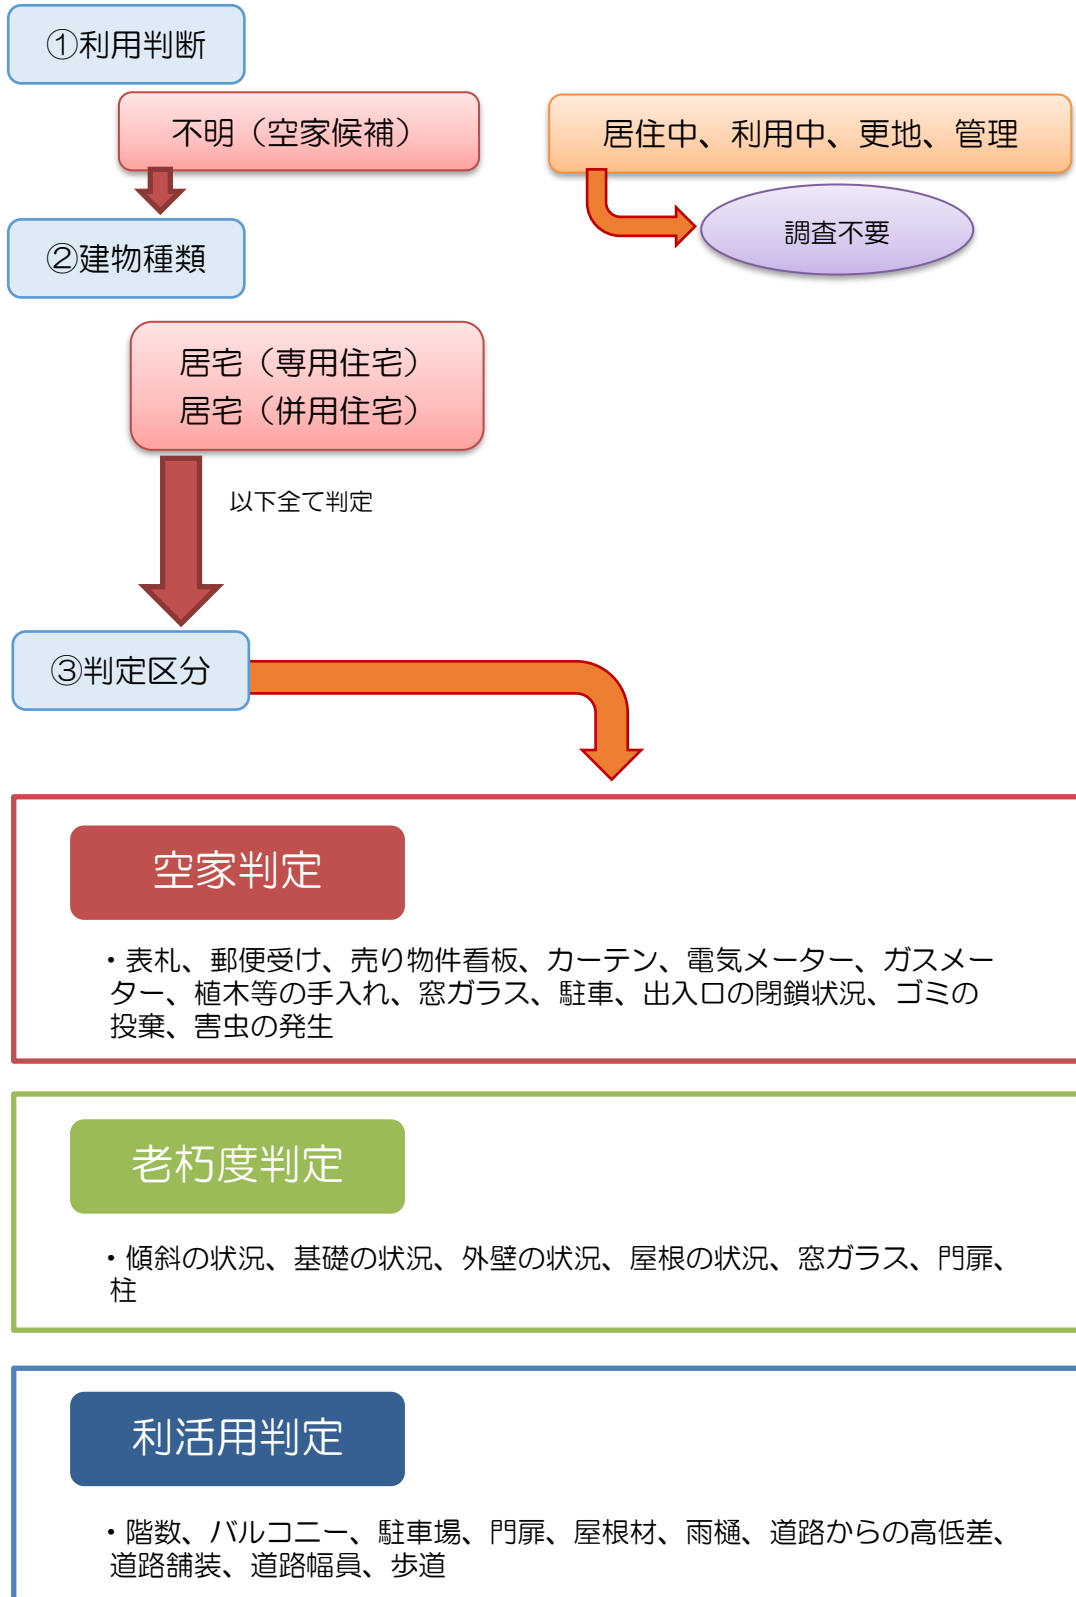 ①利用判断
不明（空家候補）
居住中、利用中、更地、管理
調査不要
②建物種類
居宅（専用住宅）
居宅（併用住宅）
以下全て判定
③判定区分
空家判定
・表札、郵便受け、売り物件看板、カーテン、電気メーター、ガスメー
ター、植木等の手入れ、窓ガラス、駐車、出入口の閉鎖状況、ゴミの
投棄、害虫の発生
老朽度判定
・傾斜の状況、基礎の状況、外壁の状況、屋根の状況、窓ガラス、門扉、
柱
利活用判定
・階数、バルコニー、駐車場、門扉、屋根材、雨樋、道路からの高低差、
道路舗装、道路幅員、歩道